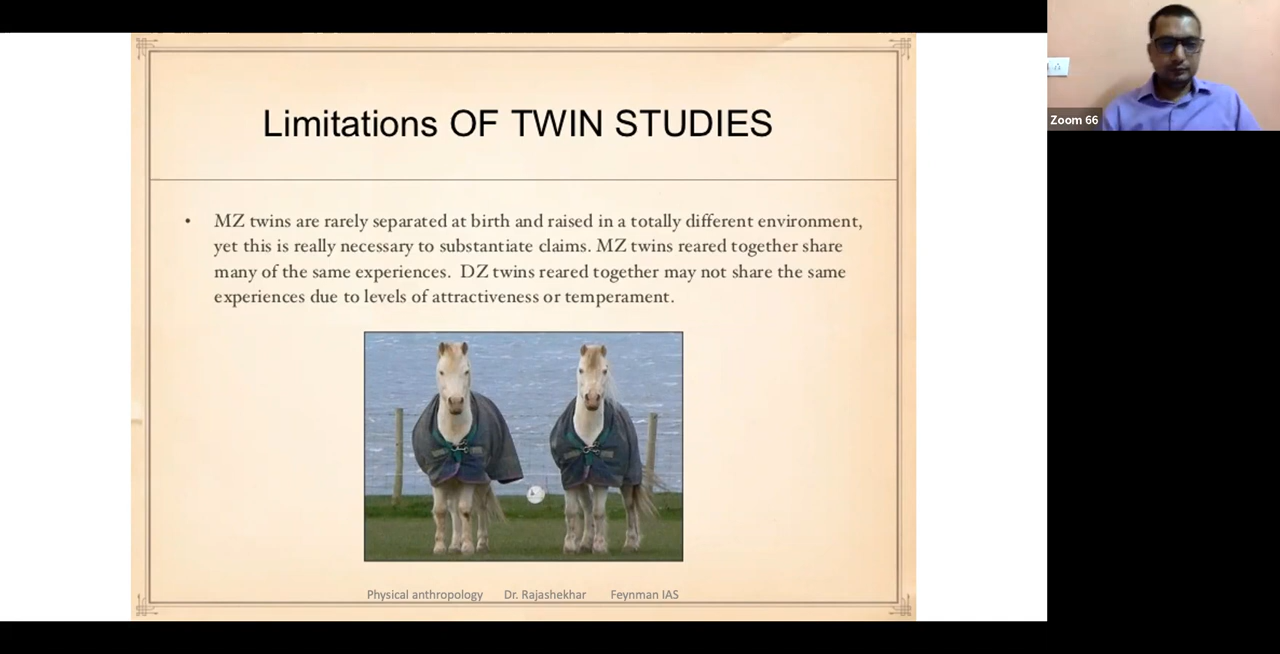 Limitations OF TWIN STUDIES
• MZ twins are rarely separated at birth and raised in a totally different environment,
yet this is really necessary to substantiate claims. MZ twins reared together share
many of the same experiences.  DZ twins reared together may not share the same
experiences due to levels of attractiveness or temperament.
Physical anthropology Dr. Rajashekhar Feynman IAS
Zoom 66